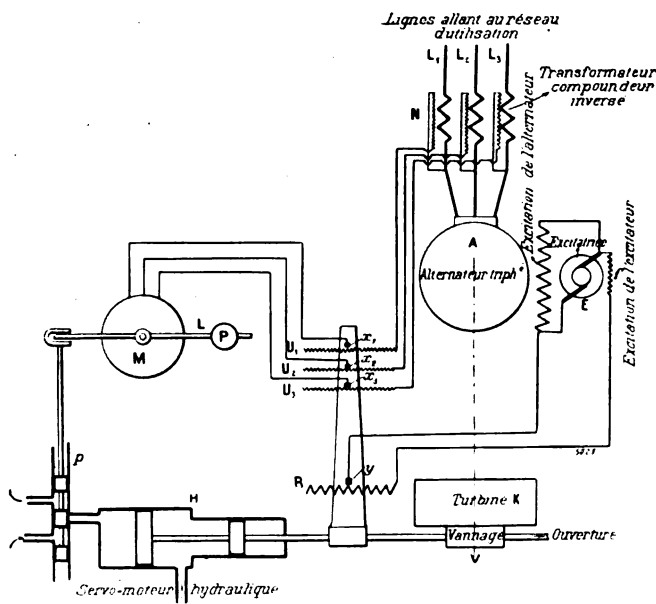 Lignes allant au réseau
d'utilisation
L₁ L₂ L₃
Transformateur
compoundeur
inverse
N
Excitation de l'alternateur
A
Alternateur triphé
Excitatrice
E
Excitation de l'excitateur
L
P
M
U₁
x₁
U₂
x₂
U₃
x₃
p
y
R
H
Turbine K
Vannage
Ouverture
V
Servo-moteur hydraulique